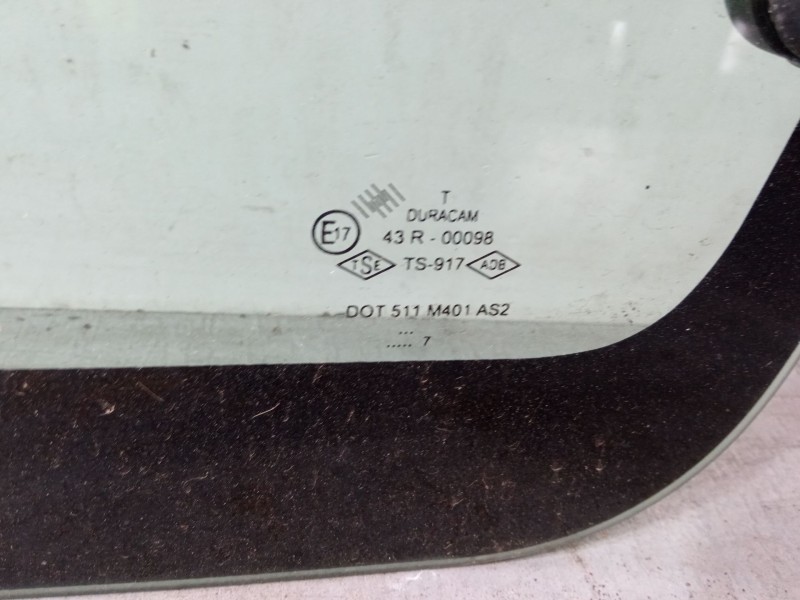 T
DURACAM
E17 43 R - 00098
TSE TS-917 ADB
DOT 511 M401 AS2
...
..... 7